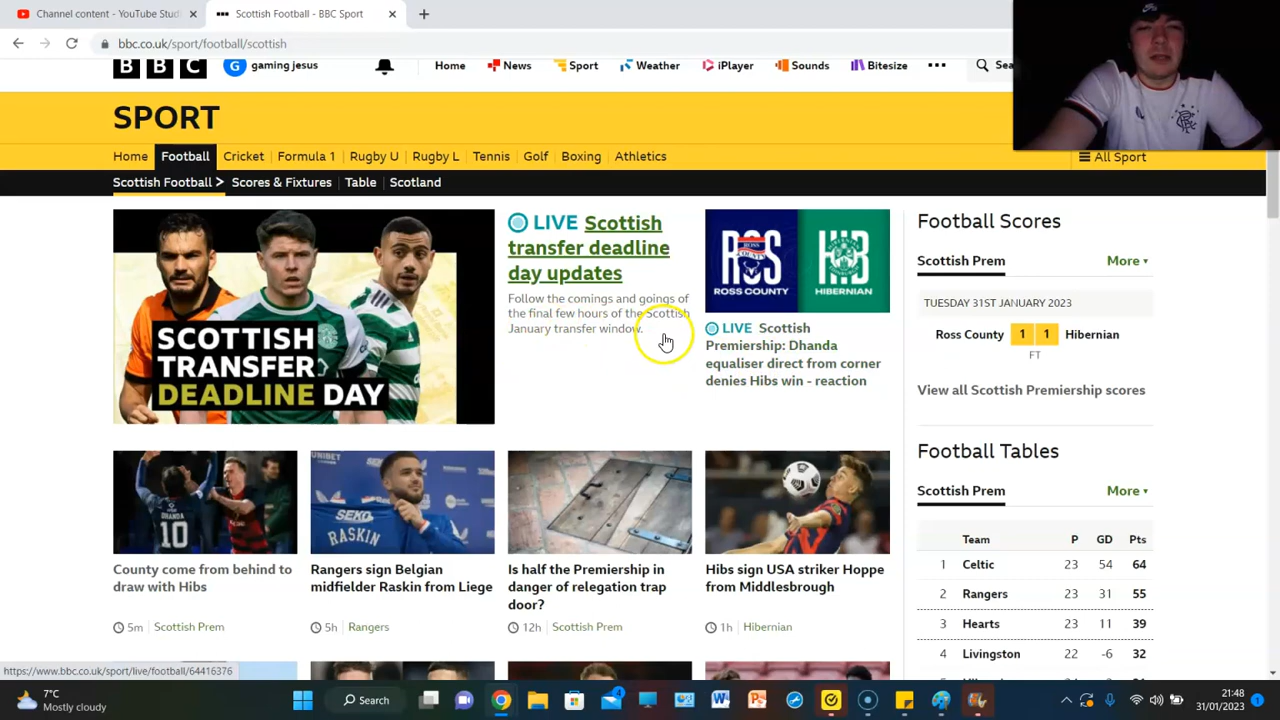 Channel content - YouTube Stud
Scottish Football - BBC Sport
bbc.co.uk/sport/football/scottish
BBC
G gaming jesus
Home News Sport Weather iPlayer Sounds Bitesize
SPORT
Home Football Cricket Formula 1 Rugby U Rugby L Tennis Golf Boxing Athletics All Sport
Scottish Football > Scores & Fixtures Table Scotland
SCOTTISH
TRANSFER
DEADLINE DAY
LIVE Scottish
transfer deadline
day updates
Follow the comings and goings of
the final few hours of the Scottish
January transfer window.
ROSS COUNTY
HIBERNIAN
LIVE Scottish
Premiership: Dhanda
equaliser direct from corner
denies Hibs win - reaction
Football Scores
Scottish Prem More
TUESDAY 31ST JANUARY 2023
Ross County 1 1 Hibernian
FT
View all Scottish Premiership scores
DHANDA
10
County come from behind to
draw with Hibs
5m Scottish Prem
UNIBET
SEKO
RASKIN
Rangers sign Belgian
midfielder Raskin from Liege
5h Rangers
Is half the Premiership in
danger of relegation trap
door?
12h Scottish Prem
Hibs sign USA striker Hoppe
from Middlesbrough
1h Hibernian
Football Tables
Scottish Prem More
Team P GD Pts
1 Celtic 23 54 64
2 Rangers 23 31 55
3 Hearts 23 11 39
4 Livingston 22 -6 32
https://www.bbc.co.uk/sport/live/football/64416376
7°C
Mostly cloudy
Search
4
21:48
31/01/2023